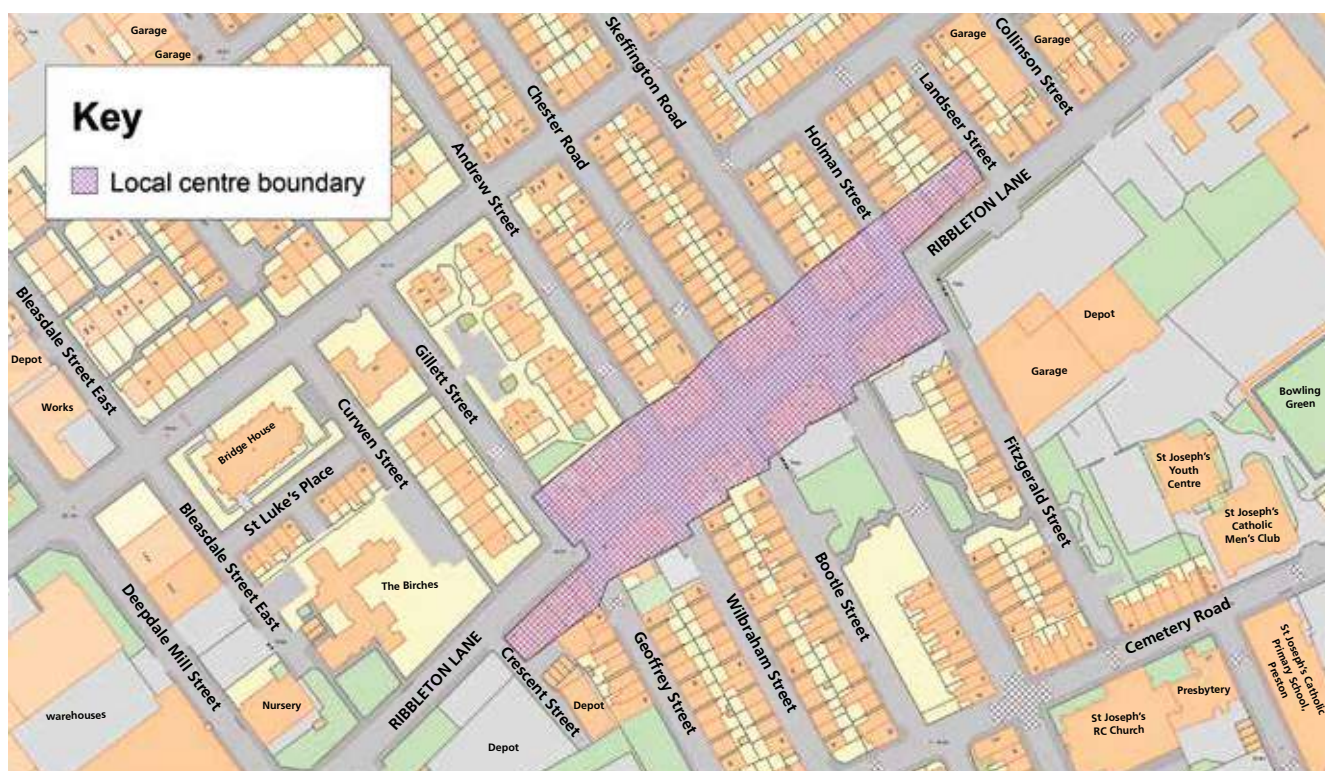 Garage
Garage
Key
Local centre boundary
Skeffington Road
Chester Road
Andrew Street
Garage
Garage
Collinson Street
Landseer Street
Holman Street
RIBBLETON LANE
Bleasdale Street East
Depot
Works
Gillett Street
Curwen Street
Bridge House
St Luke's Place
Bleasdale Street East
The Birches
Deepdale Mill Street
Nursery
warehouses
RIBBLETON LANE
Crescent Street
Depot
Depot
Geoffrey Street
Wilbraham Street
Bootle Street
Fitzgerald Street
Depot
Garage
Bowling
Green
St Joseph's
Youth
Centre
St Joseph's
Catholic
Men's Club
Cemetery Road
Presbytery
St Joseph's
RC Church
St Joseph's Catholic
Primary School,
Preston